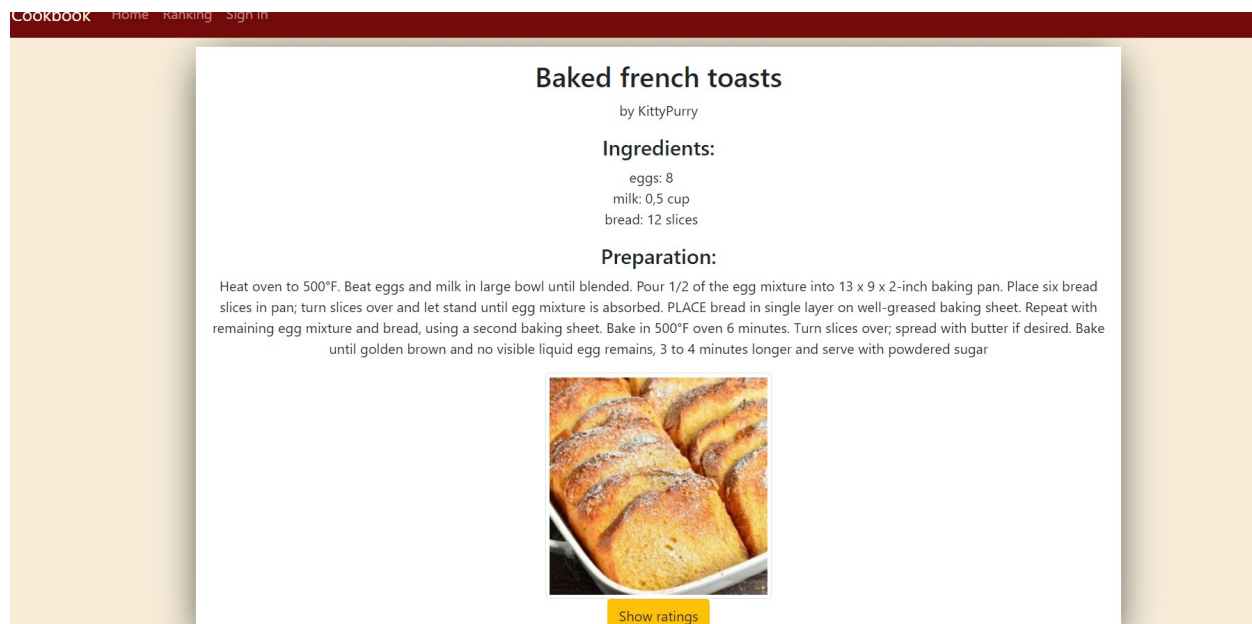 Cookbook Home Ranking Sign in
Baked french toasts
by KittyPurry
Ingredients:
eggs: 8
milk: 0,5 cup
bread: 12 slices
Preparation:
Heat oven to 500°F. Beat eggs and milk in large bowl until blended. Pour 1/2 of the egg mixture into 13 x 9 x 2-inch baking pan. Place six bread
slices in pan; turn slices over and let stand until egg mixture is absorbed. PLACE bread in single layer on well-greased baking sheet. Repeat with
remaining egg mixture and bread, using a second baking sheet. Bake in 500°F oven 6 minutes. Turn slices over; spread with butter if desired. Bake
until golden brown and no visible liquid egg remains, 3 to 4 minutes longer and serve with powdered sugar
Show ratings